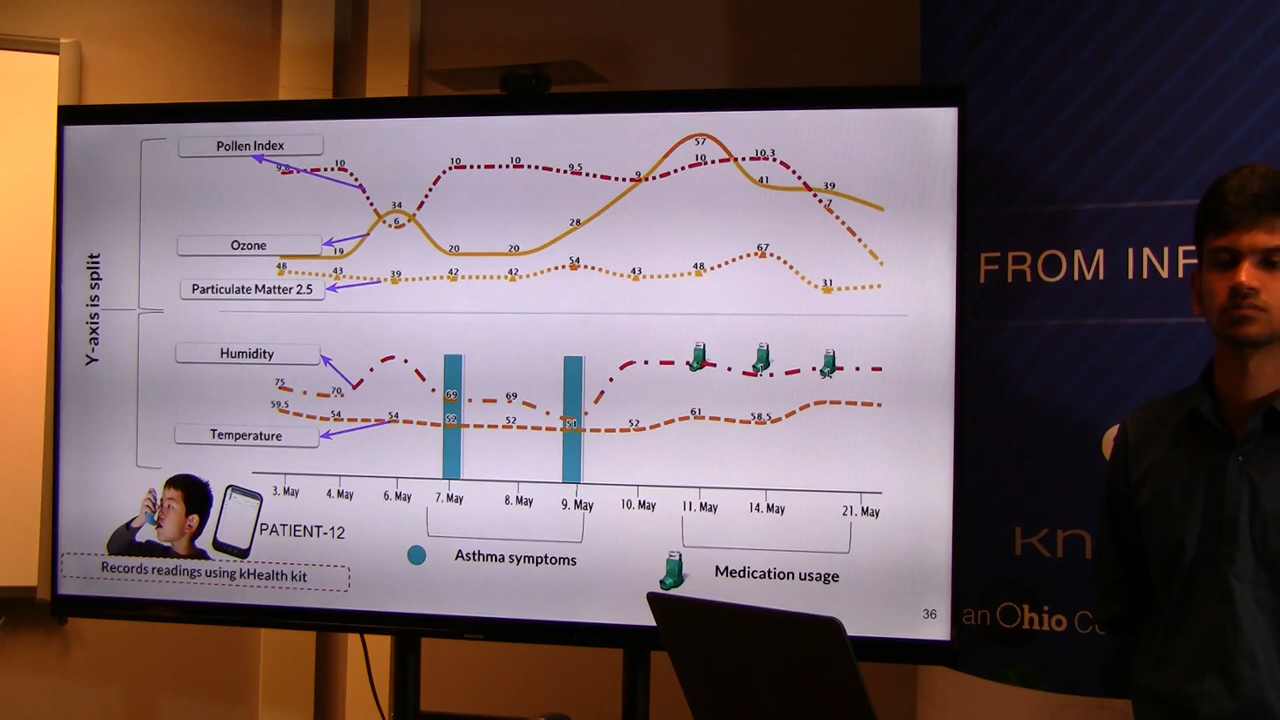 Pollen Index
10
10
10
9.5
9
57
10
10.3
41
39
7
34
6
28
Ozone
19
20
20
48
43
39
42
42
54
43
48
67
31
Particulate Matter 2.5
Y-axis is split
Humidity
75
70
69
69
59.5
54
54
52
52
51
52
61
58.5
Temperature
3. May
4. May
6. May
7. May
8. May
9. May
10. May
11. May
14. May
21. May
PATIENT-12
Asthma symptoms
Medication usage
Records readings using kHealth kit
36
FROM INF
kn
an Ohio